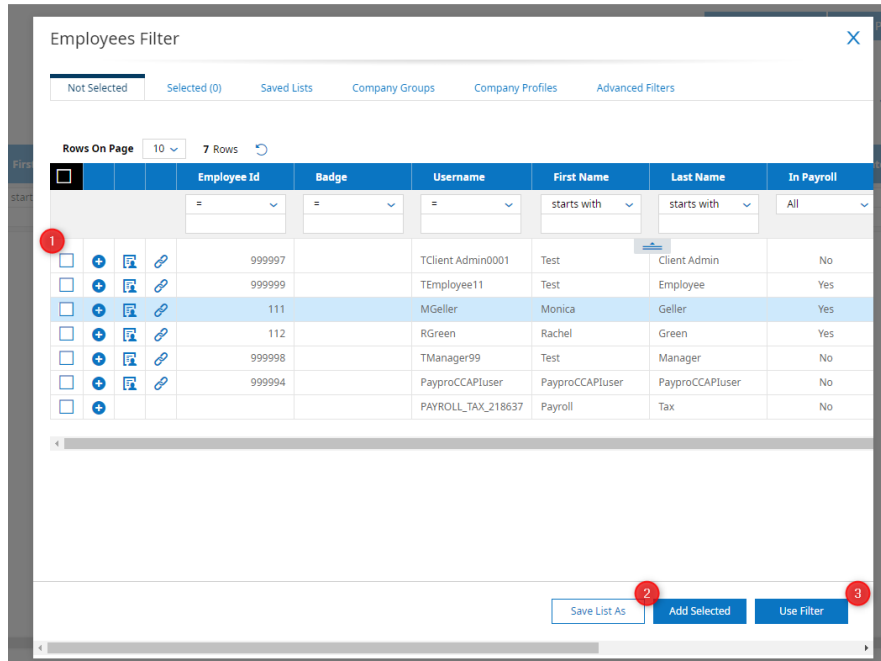 Employees Filter X
Not Selected Selected (0) Saved Lists Company Groups Company Profiles Advanced Filters
Rows On Page 10 7 Rows
Employee Id Badge Username First Name Last Name In Payroll
= = = starts with starts with All
1
999997 TClient Admin0001 Test Client Admin No
999999 TEmployee11 Test Employee Yes
111 MGeller Monica Geller Yes
112 RGreen Rachel Green Yes
999998 TManager99 Test Manager No
999994 PayproCCAPIuser PayproCCAPIuser PayproCCAPIuser No
PAYROLL_TAX_218637 Payroll Tax No
2 3
Save List As Add Selected Use Filter